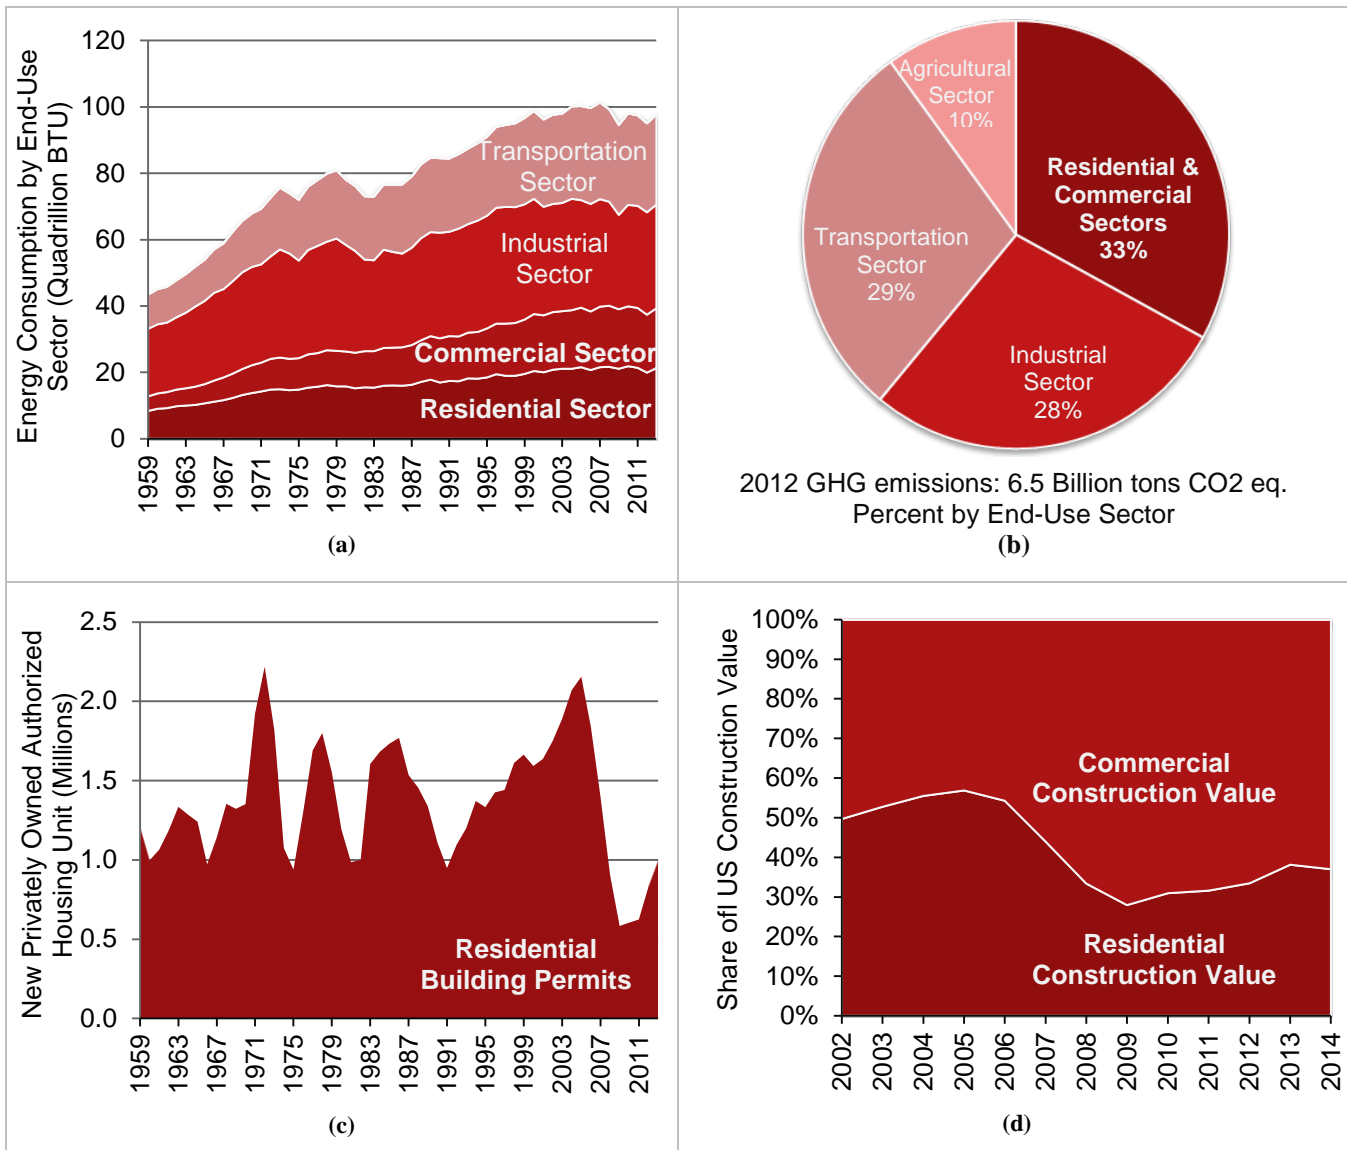 Energy Consumption by End-Use
Sector (Quadrillion BTU)
120
100
80
60
40
20
0
Transportation
Sector
Industrial
Sector
Commercial Sector
Residential Sector
1959
1963
1967
1971
1975
1979
1983
1987
1991
1995
1999
2003
2007
2011
(a)
Agricultural
Sector
10%
Residential &
Commercial
Sectors
33%
Transportation
Sector
29%
Industrial
Sector
28%
2012 GHG emissions: 6.5 Billion tons CO2 eq.
Percent by End-Use Sector
(b)
New Privately Owned Authorized
Housing Unit (Millions)
2.5
2.0
1.5
1.0
0.5
0.0
Residential
Building Permits
1959
1963
1967
1971
1975
1979
1983
1987
1991
1995
1999
2003
2007
2011
(c)
Share ofl US Construction Value
100%
90%
80%
70%
60%
50%
40%
30%
20%
10%
0%
Commercial
Construction Value
Residential
Construction Value
2002
2003
2004
2005
2006
2007
2008
2009
2010
2011
2012
2013
2014
(d)